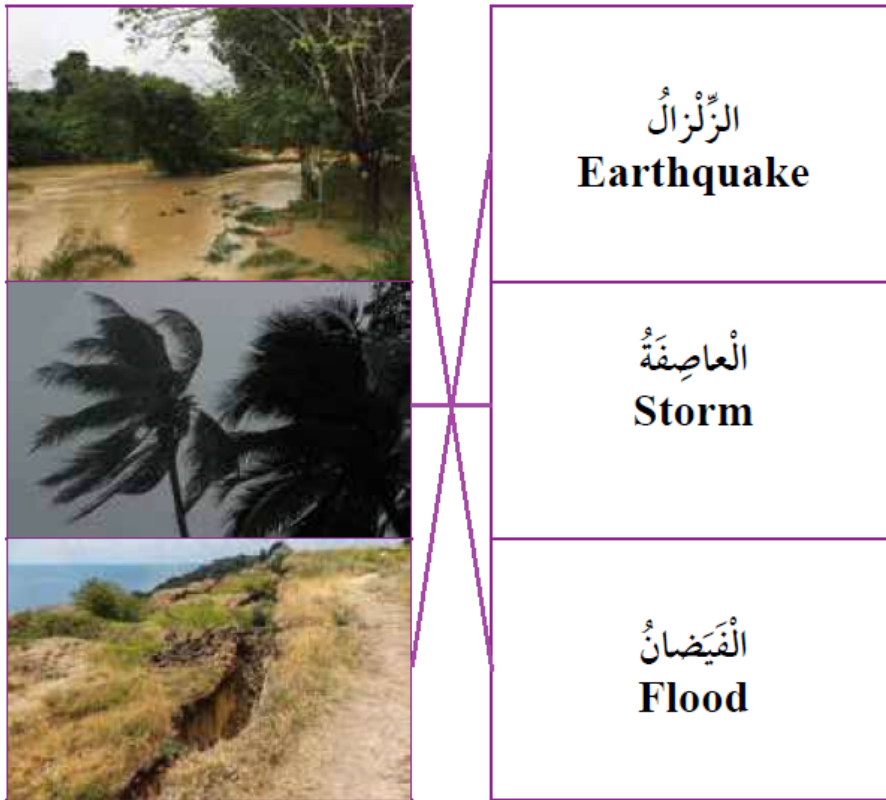 الزِّلْزالُ
Earthquake
الْعاصِفَةُ
Storm
الْفَيَضانُ
Flood